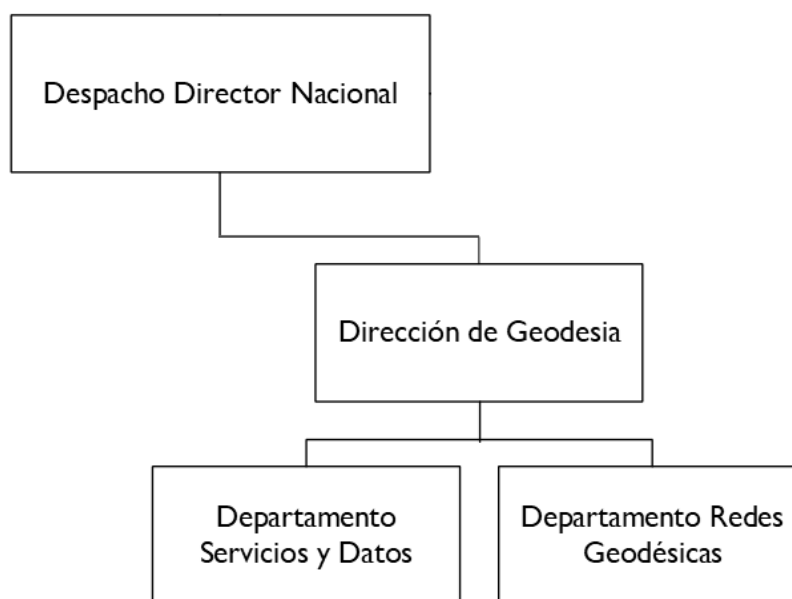 Despacho Director Nacional
Dirección de Geodesia
Departamento
Servicios y Datos
Departamento Redes
Geodésicas